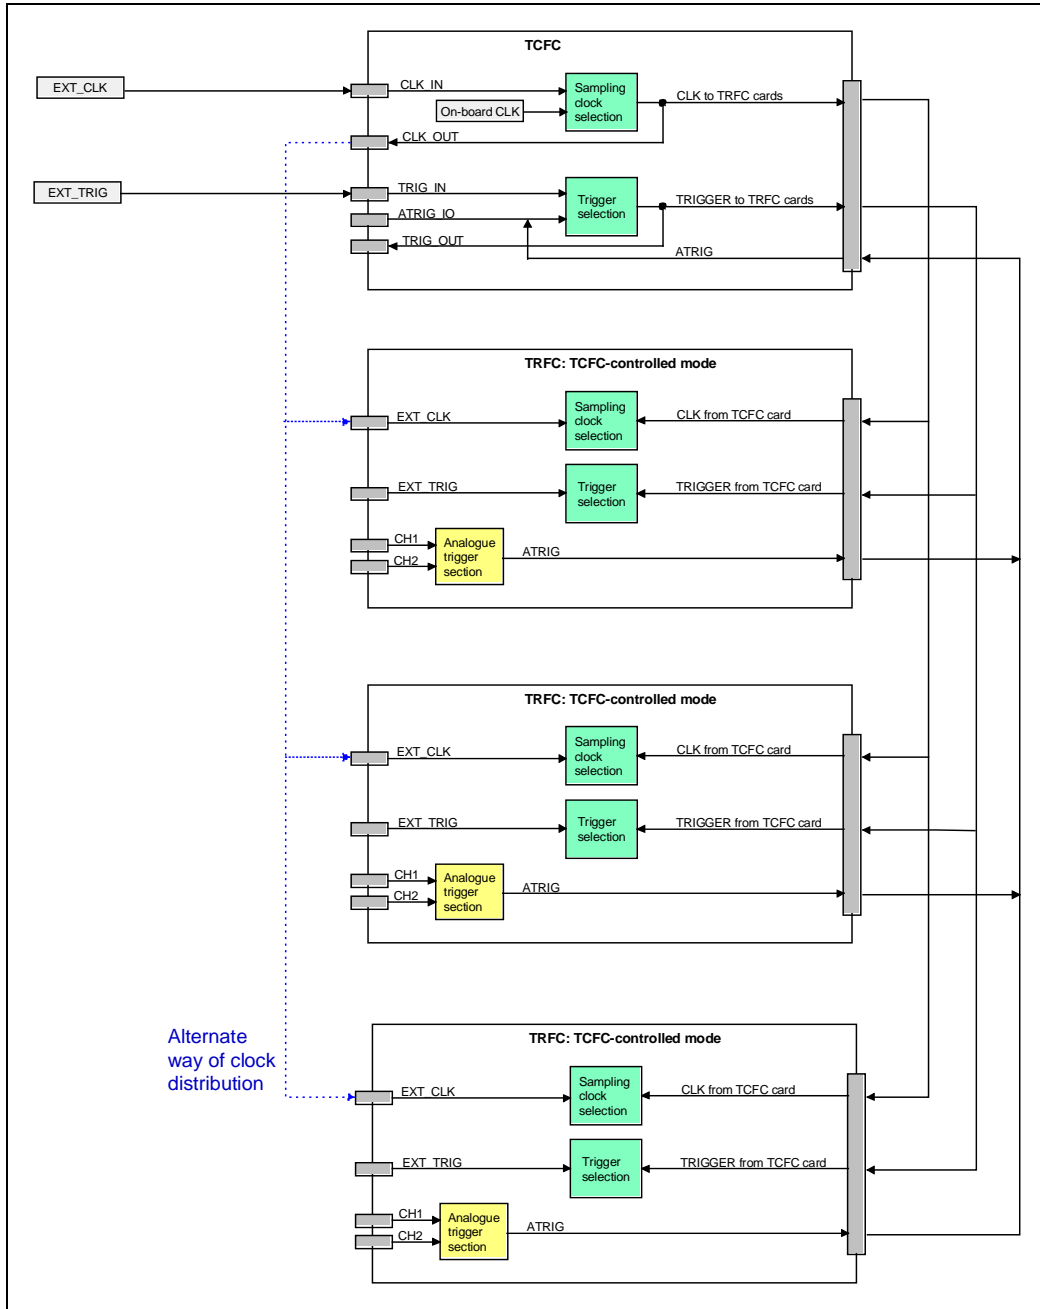 TCFC
EXT_CLK
CLK_IN
Sampling
clock
selection
CLK to TRFC cards
On-board CLK
CLK_OUT
EXT_TRIG
TRIG_IN
Trigger
selection
TRIGGER to TRFC cards
ATRIG_IO
TRIG_OUT
ATRIG
TRFC: TCFC-controlled mode
EXT_CLK
Sampling
clock
selection
CLK from TCFC card
EXT_TRIG
Trigger
selection
TRIGGER from TCFC card
CH1
CH2
Analogue
trigger
section
ATRIG
TRFC: TCFC-controlled mode
EXT_CLK
Sampling
clock
selection
CLK from TCFC card
EXT_TRIG
Trigger
selection
TRIGGER from TCFC card
CH1
CH2
Analogue
trigger
section
ATRIG
Alternate
way of clock
distribution
TRFC: TCFC-controlled mode
EXT_CLK
Sampling
clock
selection
CLK from TCFC card
EXT_TRIG
Trigger
selection
TRIGGER from TCFC card
CH1
CH2
Analogue
trigger
section
ATRIG